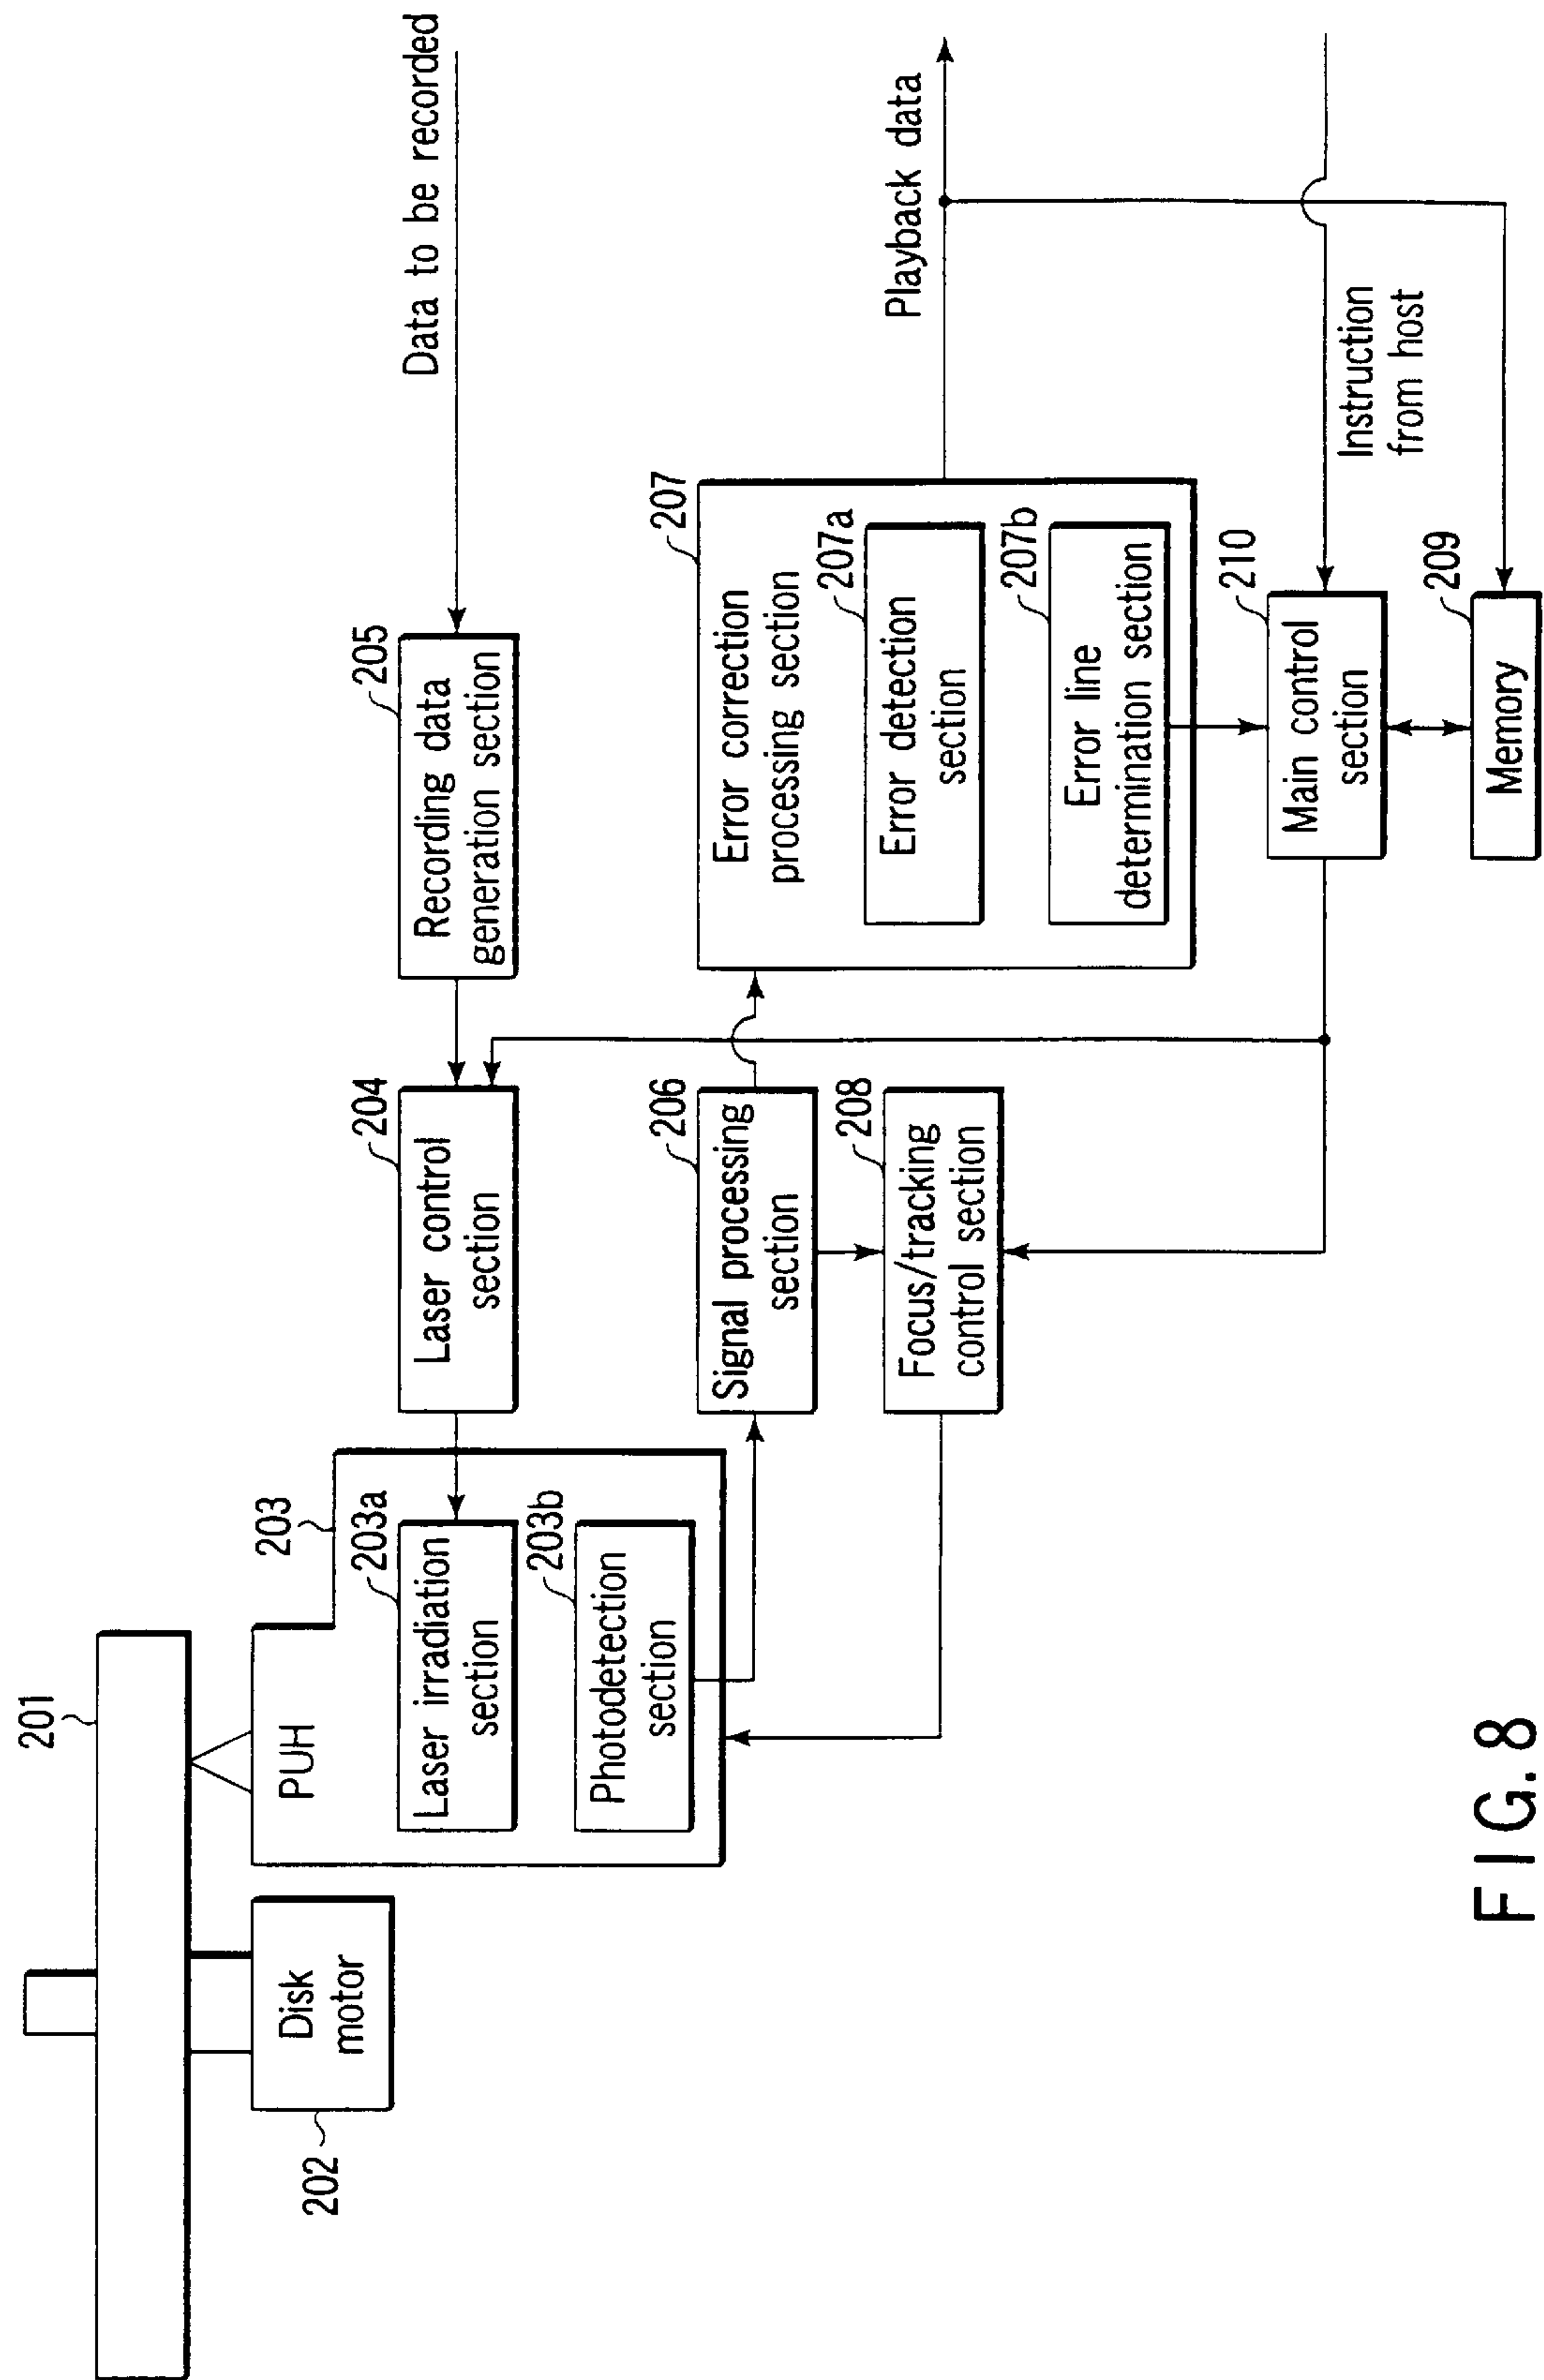 201
PUH
203
Disk
motor
202
Laser irradiation
section
203a
Photodetection
section
203b
Laser control
section
204
Recording data
generation section
205
Data to be recorded
Signal processing
section
206
Focus/tracking
control section
208
Error correction
processing section
207
Error detection
section
207a
Error line
determination section
207b
Playback data
Main control
section
210
Instruction
from host
Memory
209
FIG. 8